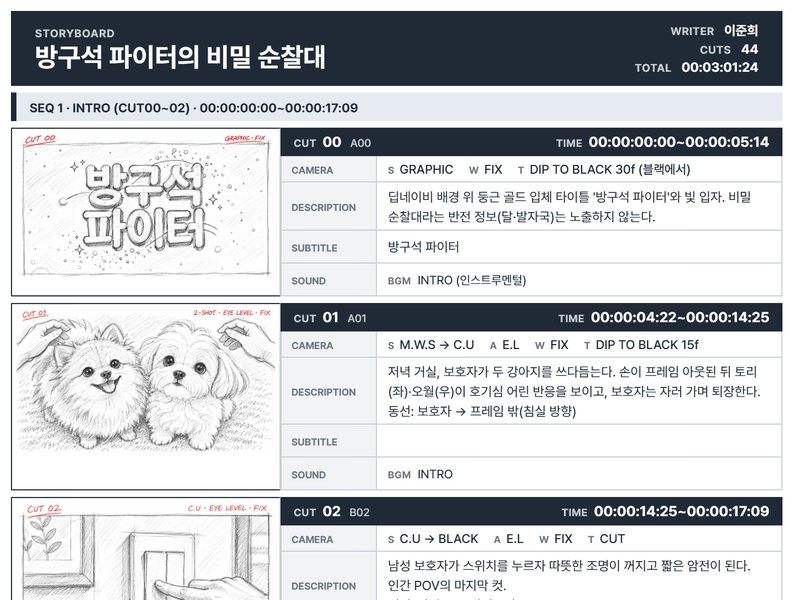 STORYBOARD
방구석 파이터의 비밀 순찰대
WRITER 이준희
CUTS 44
TOTAL 00:03:01:24
SEQ 1 · INTRO (CUT00~02) · 00:00:00:00~00:00:17:09
CUT 00
GRAPHIC · FIX
방구석
파이터
CUT 00 A00 TIME 00:00:00:00~00:00:05:14
CAMERA S GRAPHIC W FIX T DIP TO BLACK 30f (블랙에서)
DESCRIPTION 딥네이비 배경 위 둥근 골드 입체 타이틀 '방구석 파이터'와 빛 입자. 비밀
순찰대라는 반전 정보(달·발자국)는 노출하지 않는다.
SUBTITLE 방구석 파이터
SOUND BGM INTRO (인스트루멘털)
CUT 01
2-SHOT · EYE LEVEL · FIX
CUT 01 A01 TIME 00:00:04:22~00:00:14:25
CAMERA S M.W.S → C.U A E.L W FIX T DIP TO BLACK 15f
DESCRIPTION 저녁 거실, 보호자가 두 강아지를 쓰다듬는다. 손이 프레임 아웃된 뒤 토리
(좌)·오월(우)이 호기심 어린 반응을 보이고, 보호자는 자러 가며 퇴장한다.
동선: 보호자 → 프레임 밖(침실 방향)
SUBTITLE
SOUND BGM INTRO
CUT 02
C.U · EYE LEVEL · FIX
CUT 02 B02 TIME 00:00:14:25~00:00:17:09
CAMERA S C.U → BLACK A E.L W FIX T CUT
DESCRIPTION 남성 보호자가 스위치를 누르자 따뜻한 조명이 꺼지고 짧은 암전이 된다.
인간 POV의 마지막 컷.